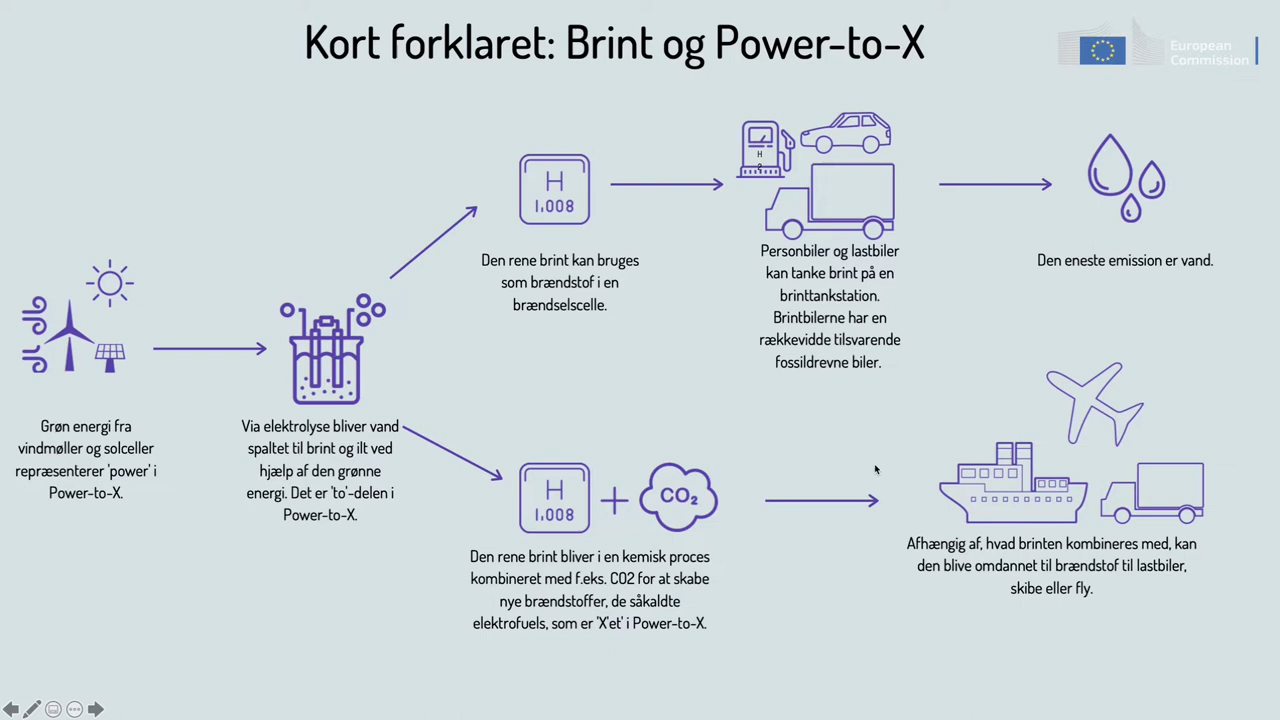 Kort forklaret: Brint og Power-to-X
European
Commission
H
1.008
Den rene brint kan bruges
som brændstof i en
brændselscelle.
H
2
Personbiler og lastbiler
kan tanke brint på en
brinttankstation.
Brintbilerne har en
rækkevidde tilsvarende
fossildrevne biler.
Den eneste emission er vand.
Grøn energi fra
vindmøller og solceller
repræsenterer 'power' i
Power-to-X.
Via elektrolyse bliver vand
spaltet til brint og ilt ved
hjælp af den grønne
energi. Det er 'to'-delen i
Power-to-X.
H
1.008
+
CO₂
Den rene brint bliver i en kemisk proces
kombineret med f.eks. CO2 for at skabe
nye brændstoffer, de såkaldte
elektrofuels, som er 'X'et' i Power-to-X.
Afhængig af, hvad brinten kombineres med, kan
den blive omdannet til brændstof til lastbiler,
skibe eller fly.